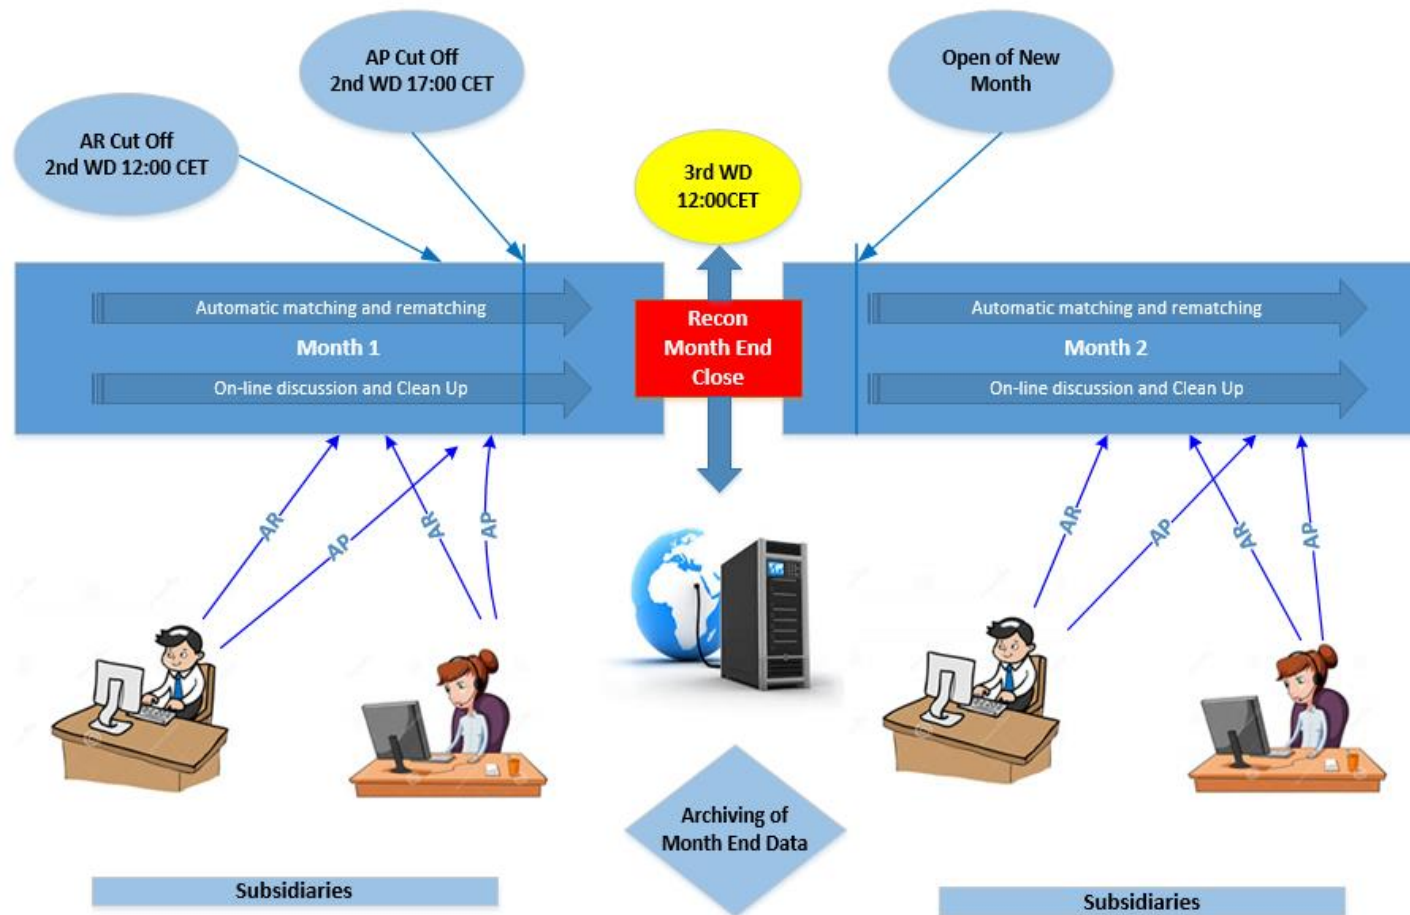 AP Cut Off
2nd WD 17:00 CET
Open of New
Month
AR Cut Off
2nd WD 12:00 CET
3rd WD
12:00CET
Automatic matching and rematching
Month 1
On-line discussion and Clean Up
Recon
Month End
Close
Automatic matching and rematching
Month 2
On-line discussion and Clean Up
AR
AP
AR
AP
AR
AP
AR
AP
Archiving of
Month End Data
Subsidiaries
Subsidiaries